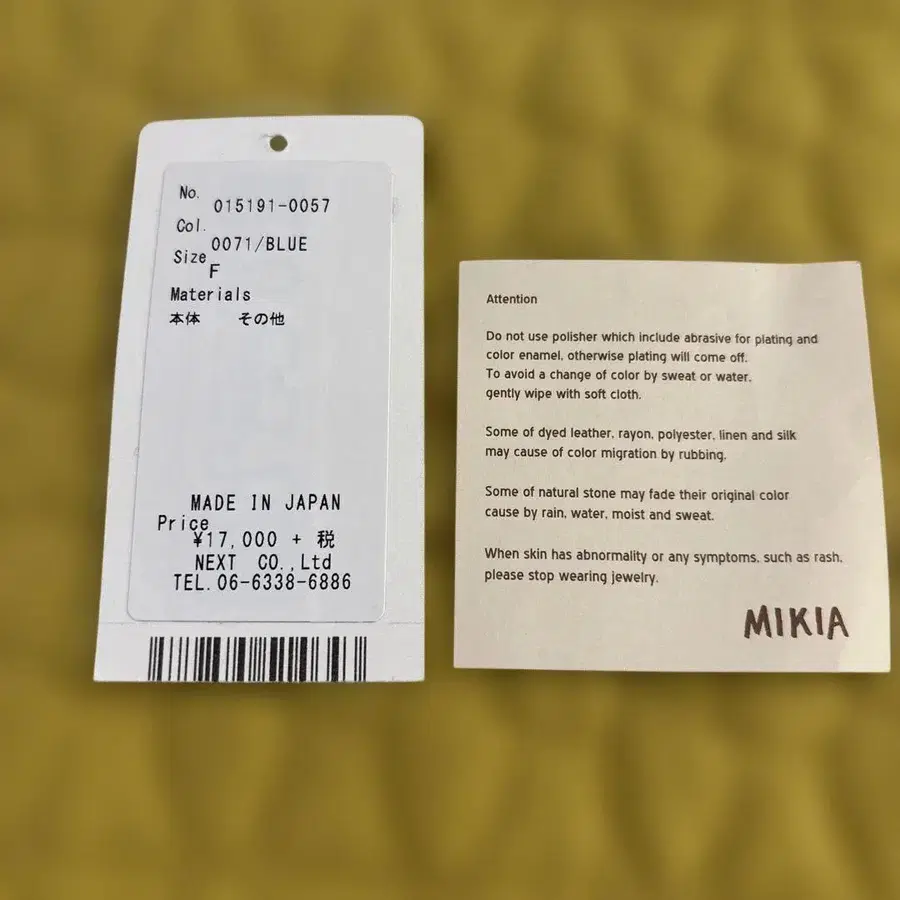 No. 015191-0057
Col. 0071/BLUE
Size F
Materials
本体 その他
MADE IN JAPAN
Price
¥17,000 + 税
NEXT CO.,Ltd
TEL.06-6338-6886
Attention
Do not use polisher which include abrasive for plating and
color enamel, otherwise plating will come off.
To avoid a change of color by sweat or water,
gently wipe with soft cloth.
Some of dyed leather, rayon, polyester, linen and silk
may cause of color migration by rubbing.
Some of natural stone may fade their original color
cause by rain, water, moist and sweat.
When skin has abnormality or any symptoms, such as rash,
please stop wearing jewelry.
MIKIA